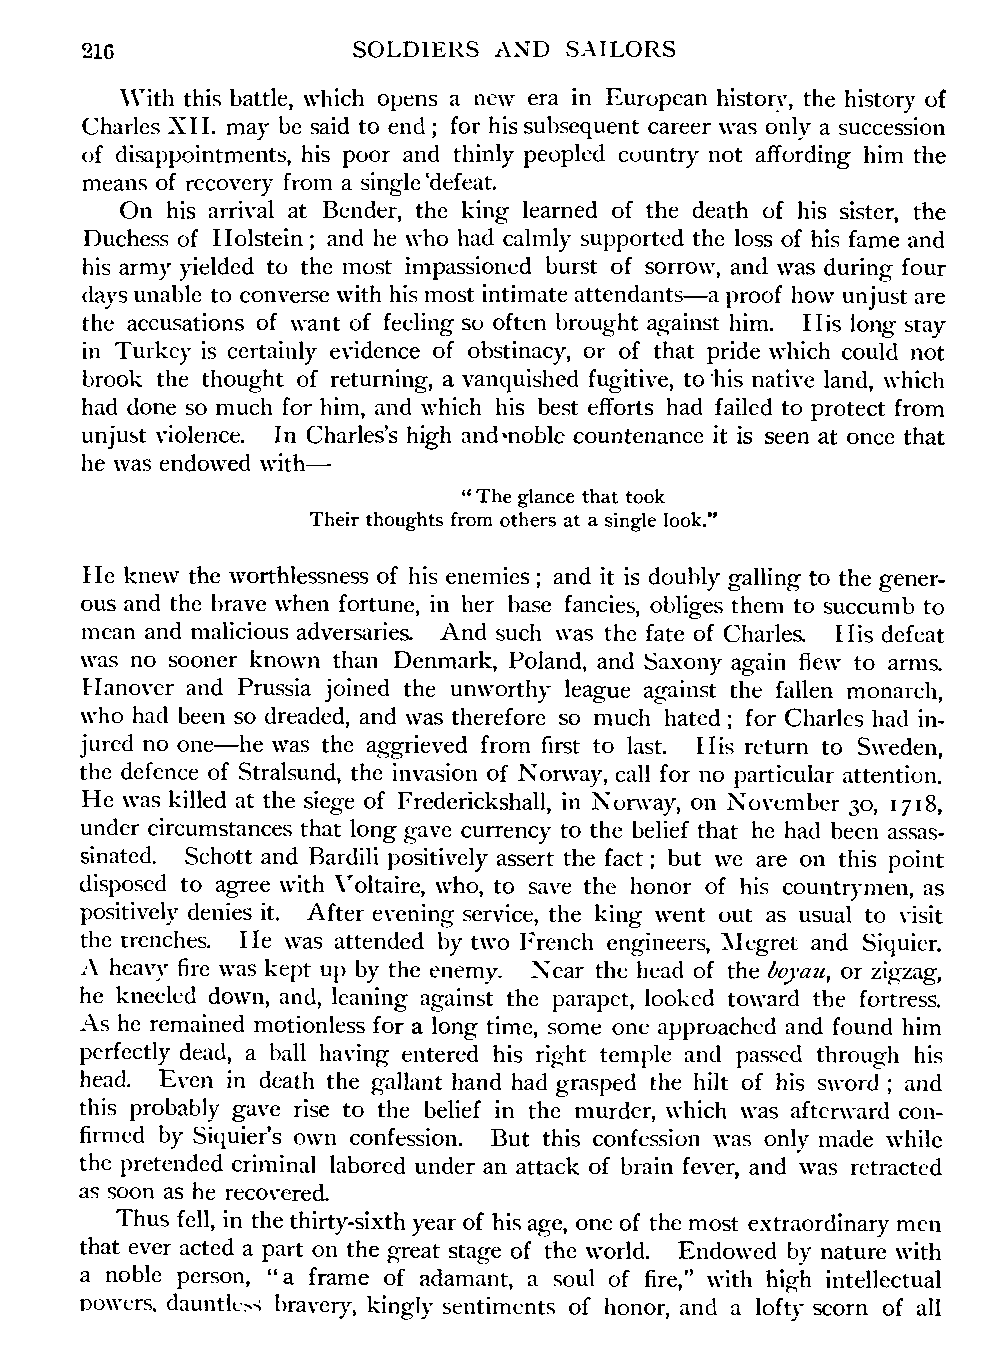 216 SOLDIERS AND SAILORS
With this battle, which opens a new era in European history, the history of
Charles XII. may be said to end; for his subsequent career was only a succession
of disappointments, his poor and thinly peopled country not affording him the
means of recovery from a single defeat.
On his arrival at Bender, the king learned of the death of his sister, the
Duchess of Holstein; and he who had calmly supported the loss of his fame and
his army yielded to the most impassioned burst of sorrow, and was during four
days unable to converse with his most intimate attendants—a proof how unjust are
the accusations of want of feeling so often brought against him. His long stay
in Turkey is certainly evidence of obstinacy, or of that pride which could not
brook the thought of returning, a vanquished fugitive, to his native land, which
had done so much for him, and which his best efforts had failed to protect from
unjust violence. In Charles's high and noble countenance it is seen at once that
he was endowed with—
"The glance that took
Their thoughts from others at a single look."
He knew the worthlessness of his enemies; and it is doubly galling to the gener-
ous and the brave when fortune, in her base fancies, obliges them to succumb to
mean and malicious adversaries. And such was the fate of Charles. His defeat
was no sooner known than Denmark, Poland, and Saxony again flew to arms.
Hanover and Prussia joined the unworthy league against the fallen monarch,
who had been so dreaded, and was therefore so much hated; for Charles had in-
jured no one—he was the aggrieved from first to last. His return to Sweden,
the defence of Stralsund, the invasion of Norway, call for no particular attention.
He was killed at the siege of Frederickshall, in Norway, on November 30, 1718,
under circumstances that long gave currency to the belief that he had been assas-
sinated. Schott and Bardili positively assert the fact; but we are on this point
disposed to agree with Voltaire, who, to save the honor of his countrymen, as
positively denies it. After evening service, the king went out as usual to visit
the trenches. He was attended by two French engineers, Megret and Siquier.
A heavy fire was kept up by the enemy. Near the head of the boyau, or zigzag,
he kneeled down, and, leaning against the parapet, looked toward the fortress.
As he remained motionless for a long time, some one approached and found him
perfectly dead, a ball having entered his right temple and passed through his
head. Even in death the gallant hand had grasped the hilt of his sword; and
this probably gave rise to the belief in the murder, which was afterward con-
firmed by Siquier's own confession. But this confession was only made while
the pretended criminal labored under an attack of brain fever, and was retracted
as soon as he recovered.
Thus fell, in the thirty-sixth year of his age, one of the most extraordinary men
that ever acted a part on the great stage of the world. Endowed by nature with
a noble person, "a frame of adamant, a soul of fire," with high intellectual
powers, dauntless bravery, kingly sentiments of honor, and a lofty scorn of all